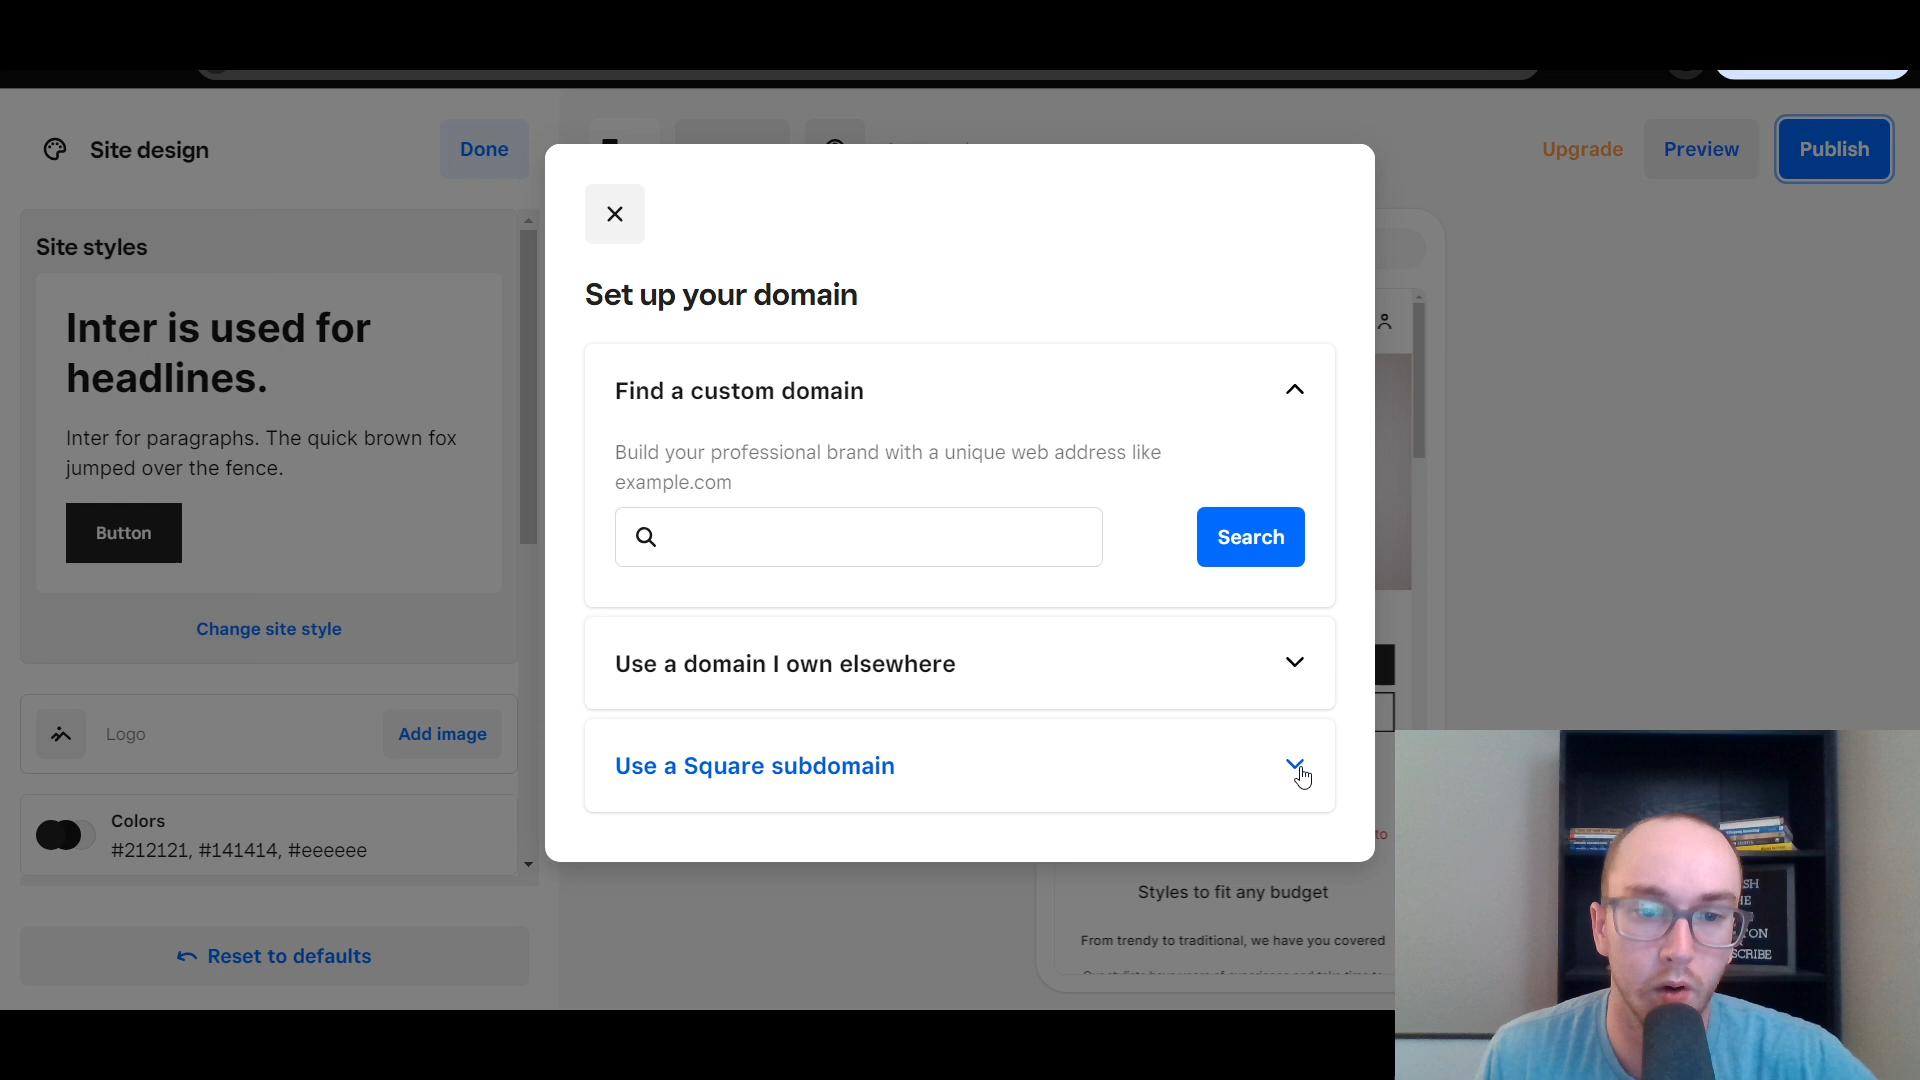 Site design
Done
Upgrade
Preview
Publish
Site styles
Inter is used for
headlines.
Inter for paragraphs. The quick brown fox
jumped over the fence.
Button
Change site style
Logo
Add image
Colors
#212121, #141414, #eeeeee
Reset to defaults
Set up your domain
Find a custom domain
Build your professional brand with a unique web address like
example.com
Search
Use a domain I own elsewhere
Use a Square subdomain
to
Styles to fit any budget
From trendy to traditional, we have you covered